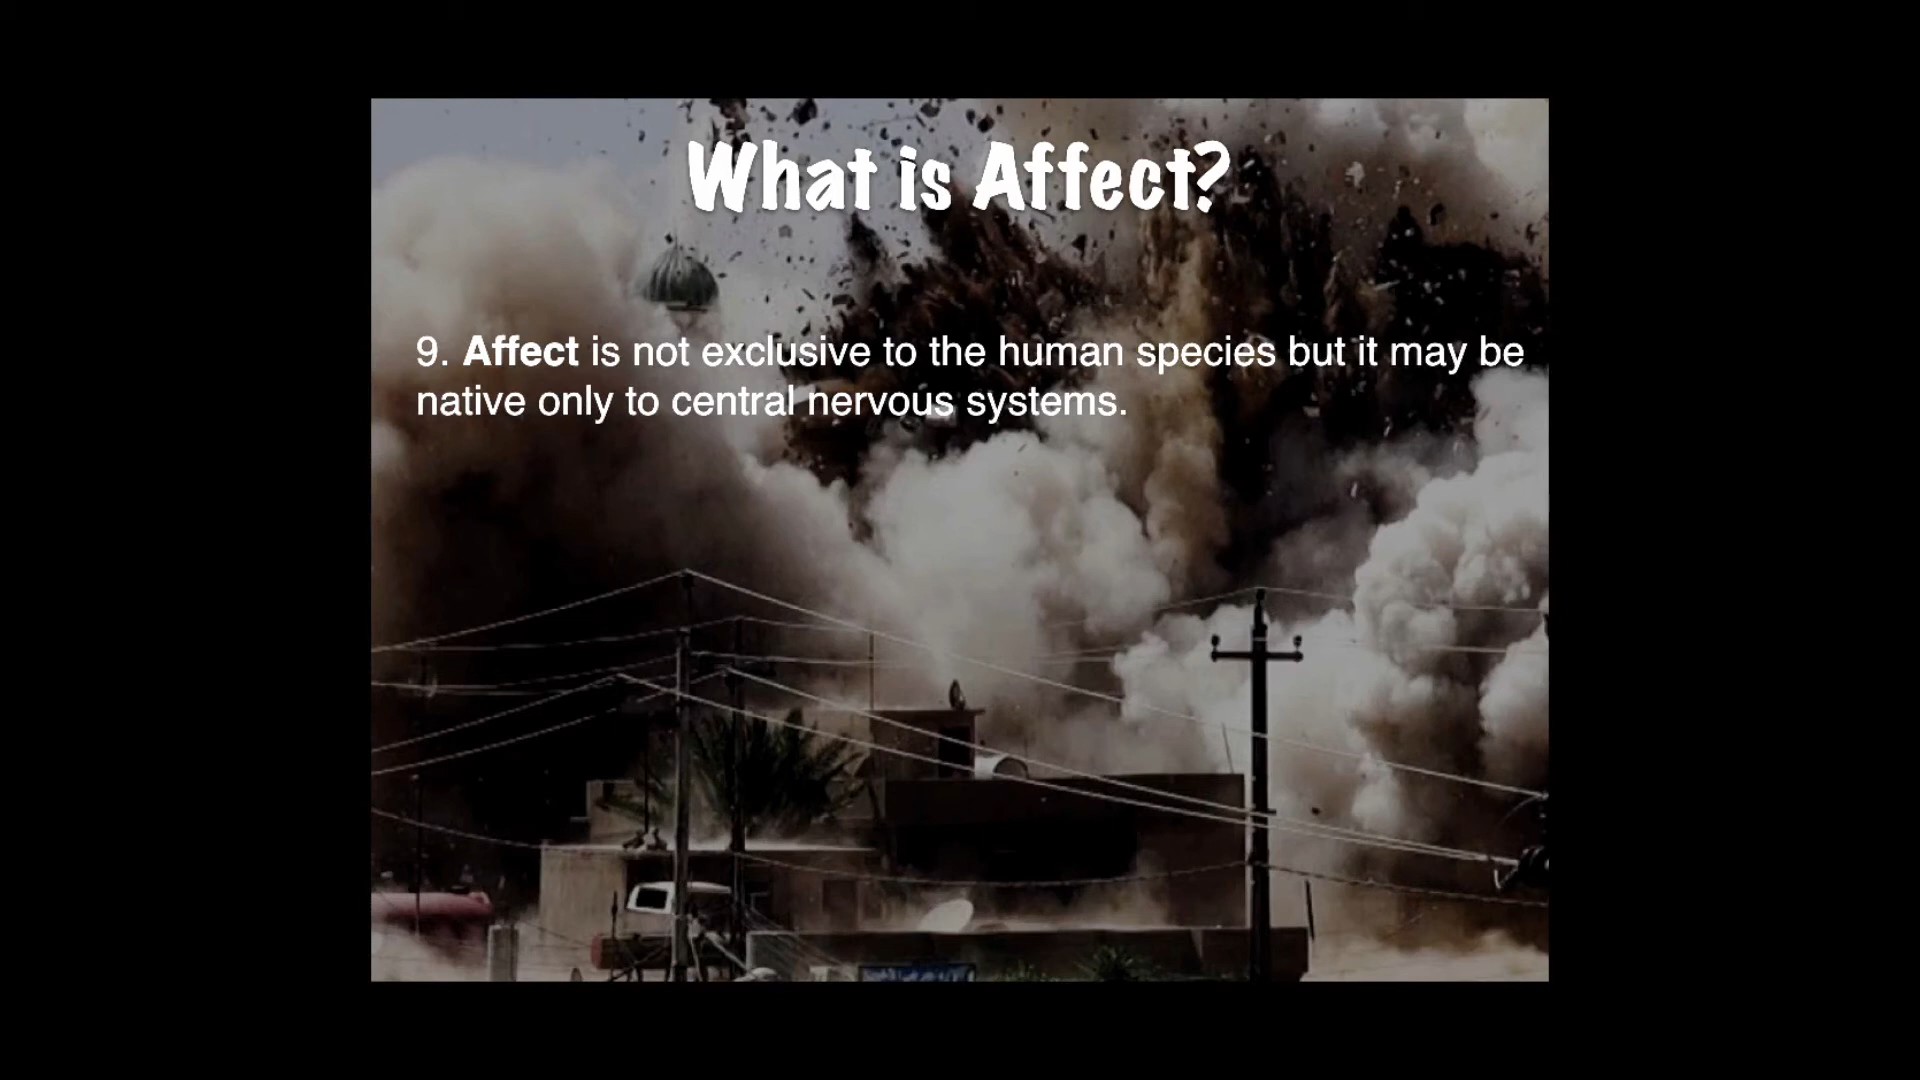 What is Affect?
9. Affect is not exclusive to the human species but it may be
native only to central nervous systems.